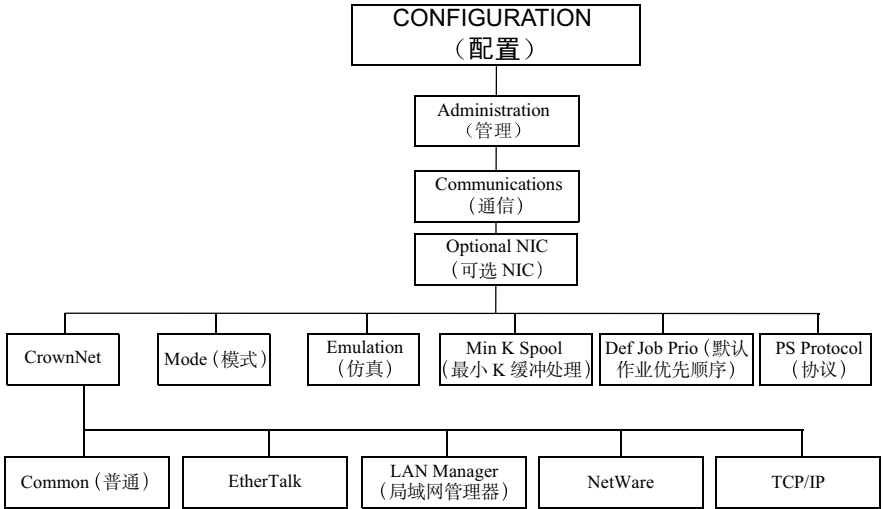 CONFIGURATION
（配置）
Administration
（管理）
Communications
（通信）
Optional NIC
（可选 NIC）
CrownNet
Mode（模式）
Emulation
（仿真）
Min K Spool
（最小 K 缓冲处理）
Def Job Prio（默认
作业优先顺序）
PS Protocol
（协议）
Common（普通）
EtherTalk
LAN Manager
（局域网管理器）
NetWare
TCP/IP